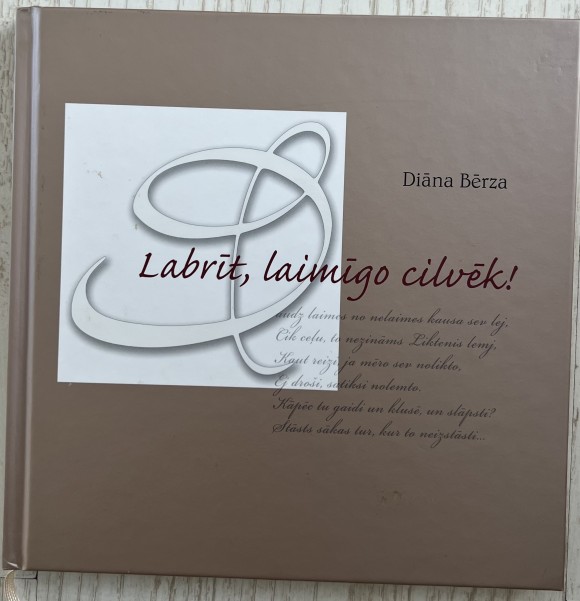 D
Diāna Bērza
Labrīt, laimīgo cilvēk!
audz laimes no nelaimes kausa sev lej,
Cik ceļu, to nezināms Liktenis lemj,
Kaut reizi, ja mēro sev nolikto,
Ej droši, satiksi nolemto.
Kāpēc tu gaidi un klusē, un slāpsti?
Stāsts sākas tur, kur to neizstāsti...